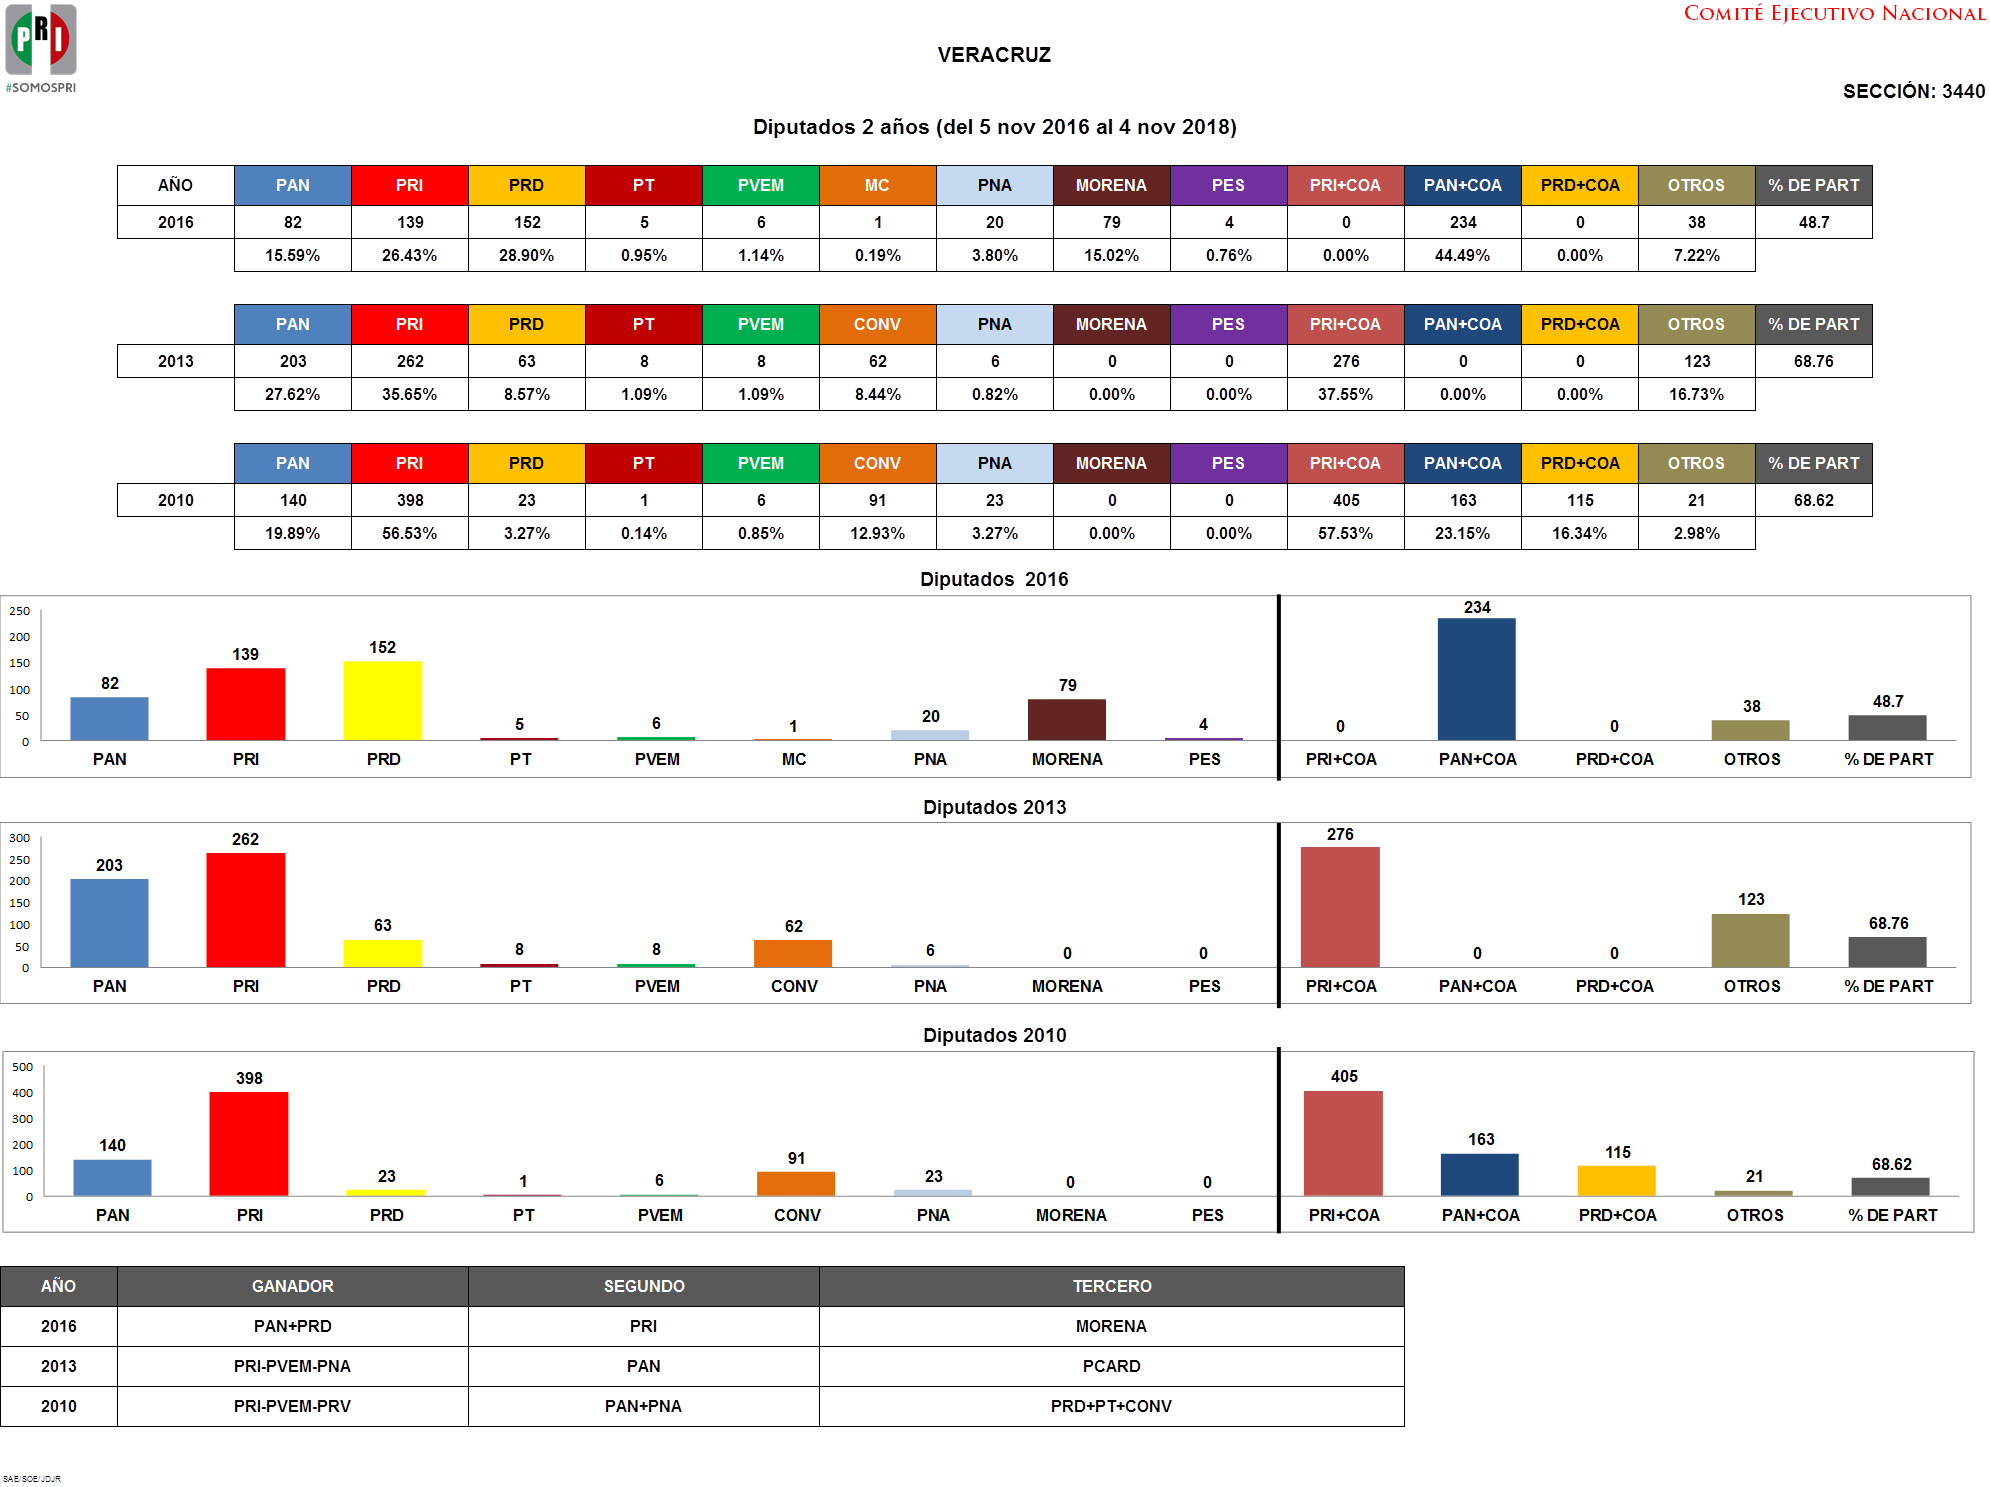 COMITÉ EJECUTIVO NACIONAL
PRI
#SOMOSPRI
VERACRUZ
SECCIÓN: 3440
Diputados 2 años (del 5 nov 2016 al 4 nov 2018)
AÑO PAN PRI PRD PT PVEM MC PNA MORENA PES PRI+COA PAN+COA PRD+COA OTROS % DE PART
2016 82 139 152 5 6 1 20 79 4 0 234 0 38 48.7
15.59% 26.43% 28.90% 0.95% 1.14% 0.19% 3.80% 15.02% 0.76% 0.00% 44.49% 0.00% 7.22%
PAN PRI PRD PT PVEM CONV PNA MORENA PES PRI+COA PAN+COA PRD+COA OTROS % DE PART
2013 203 262 63 8 8 62 6 0 0 276 0 0 123 68.76
27.62% 35.65% 8.57% 1.09% 1.09% 8.44% 0.82% 0.00% 0.00% 37.55% 0.00% 0.00% 16.73%
PAN PRI PRD PT PVEM CONV PNA MORENA PES PRI+COA PAN+COA PRD+COA OTROS % DE PART
2010 140 398 23 1 6 91 23 0 0 405 163 115 21 68.62
19.89% 56.53% 3.27% 0.14% 0.85% 12.93% 3.27% 0.00% 0.00% 57.53% 23.15% 16.34% 2.98%
Diputados 2016
250
200
150
100
50
0
82 139 152 5 6 1 20 79 4 0 234 0 38 48.7
PAN PRI PRD PT PVEM MC PNA MORENA PES PRI+COA PAN+COA PRD+COA OTROS % DE PART
Diputados 2013
300
250
200
150
100
50
0
203 262 63 8 8 62 6 0 0 276 0 0 123 68.76
PAN PRI PRD PT PVEM CONV PNA MORENA PES PRI+COA PAN+COA PRD+COA OTROS % DE PART
Diputados 2010
500
400
300
200
100
0
140 398 23 1 6 91 23 0 0 405 163 115 21 68.62
PAN PRI PRD PT PVEM CONV PNA MORENA PES PRI+COA PAN+COA PRD+COA OTROS % DE PART
AÑO GANADOR SEGUNDO TERCERO
2016 PAN+PRD PRI MORENA
2013 PRI-PVEM-PNA PAN PCARD
2010 PRI-PVEM-PRV PAN+PNA PRD+PT+CONV
SAE/SOE/JDJR